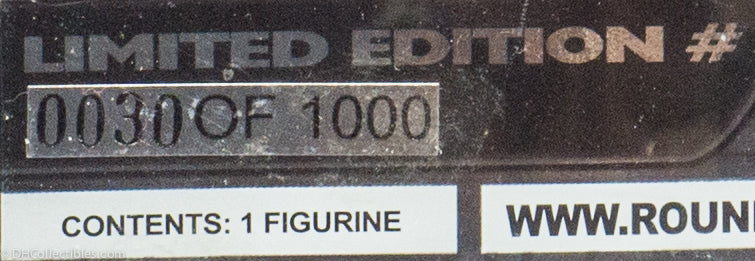 LIMITED EDITION #
0030 OF 1000
CONTENTS: 1 FIGURINE
WWW.ROUN
© DHCollectibles.com